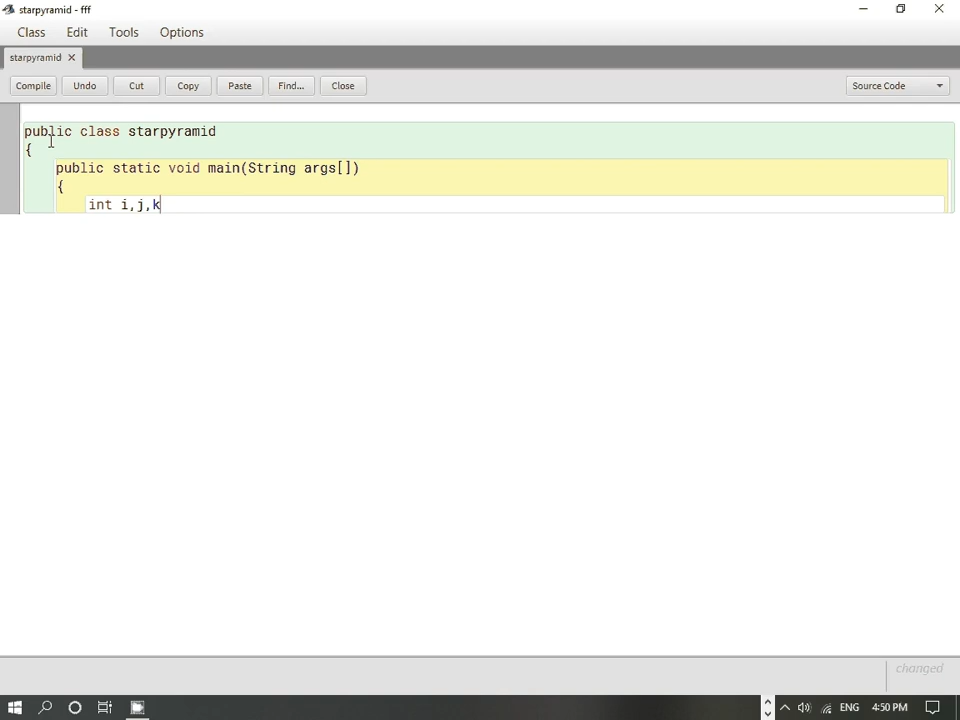 starpyramid - fff
Class Edit Tools Options
starpyramid
Compile Undo Cut Copy Paste Find... Close Source Code
public class starpyramid
{
public static void main(String args[])
{
int i,j,k
changed
ENG 4:50 PM